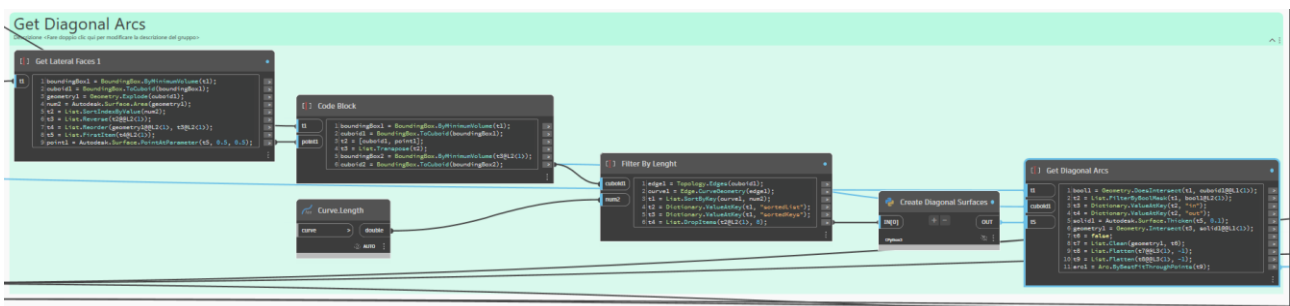 Get Diagonal Arcs
Descrizione <Fare doppio clic qui per modificare la descrizione del gruppo>
Get Lateral Faces 1
t1
1 boundingBox1 = BoundingBox.ByMinimumVolume(t1);
2 cuboid1 = BoundingBox.ToCuboid(boundingBox1);
3 geometry1 = Geometry.Explode(cuboid1);
4 num2 = Autodesk.Surface.Area(geometry1);
5 t2 = List.SortIndexByValue(num2);
6 t3 = List.Reverse(t2@@L2<1>);
7 t4 = List.Reorder(geometry1@@L2<1>, t3@L2<1>);
8 t5 = List.FirstItem(t4@L2<1>);
9 point1 = Autodesk.Surface.PointAtParameter(t5, 0.5, 0.5);
Code Block
t1
point1
1 boundingBox1 = BoundingBox.ByMinimumVolume(t1);
2 cuboid1 = BoundingBox.ToCuboid(boundingBox1);
3 t2 = [cuboid1, point1];
4 t3 = List.Transpose(t2);
5 boundingBox2 = BoundingBox.ByMinimumVolume(t3@L2<1>);
6 cuboid2 = BoundingBox.ToCuboid(boundingBox2);
Curve.Length
curve > double
AUTO
Filter By Lenght
cuboid1
num2
1 edge1 = Topology.Edges(cuboid1);
2 curve1 = Edge.CurveGeometry(edge1);
3 t1 = List.SortByKey(curve1, num2);
4 t2 = Dictionary.ValueAtKey(t1, "sortedList");
5 t3 = Dictionary.ValueAtKey(t1, "sortedKeys");
6 t4 = List.DropItems(t2@L2<1>, 8);
Create Diagonal Surfaces
IN[0] + - OUT
Get Diagonal Arcs
t1
cuboid1
t5
1 bool1 = Geometry.DoesIntersect(t1, cuboid1@@L1<1>);
2 t2 = List.FilterByBoolMask(t1, bool1@L2<1>);
3 t3 = Dictionary.ValueAtKey(t2, "in");
4 t4 = Dictionary.ValueAtKey(t2, "out");
5 solid1 = Autodesk.Surface.Thicken(t5, 0.1);
6 geometry1 = Geometry.Intersect(t3, solid1@@L1<1>);
7 t6 = false;
8 t7 = List.Clean(geometry1, t6);
9 t8 = List.Flatten(t7@@L3<1>, -1);
10 t9 = List.Flatten(t8@@L3<1>, -1);
11 arc1 = Arc.ByBestFitThroughPoints(t9);